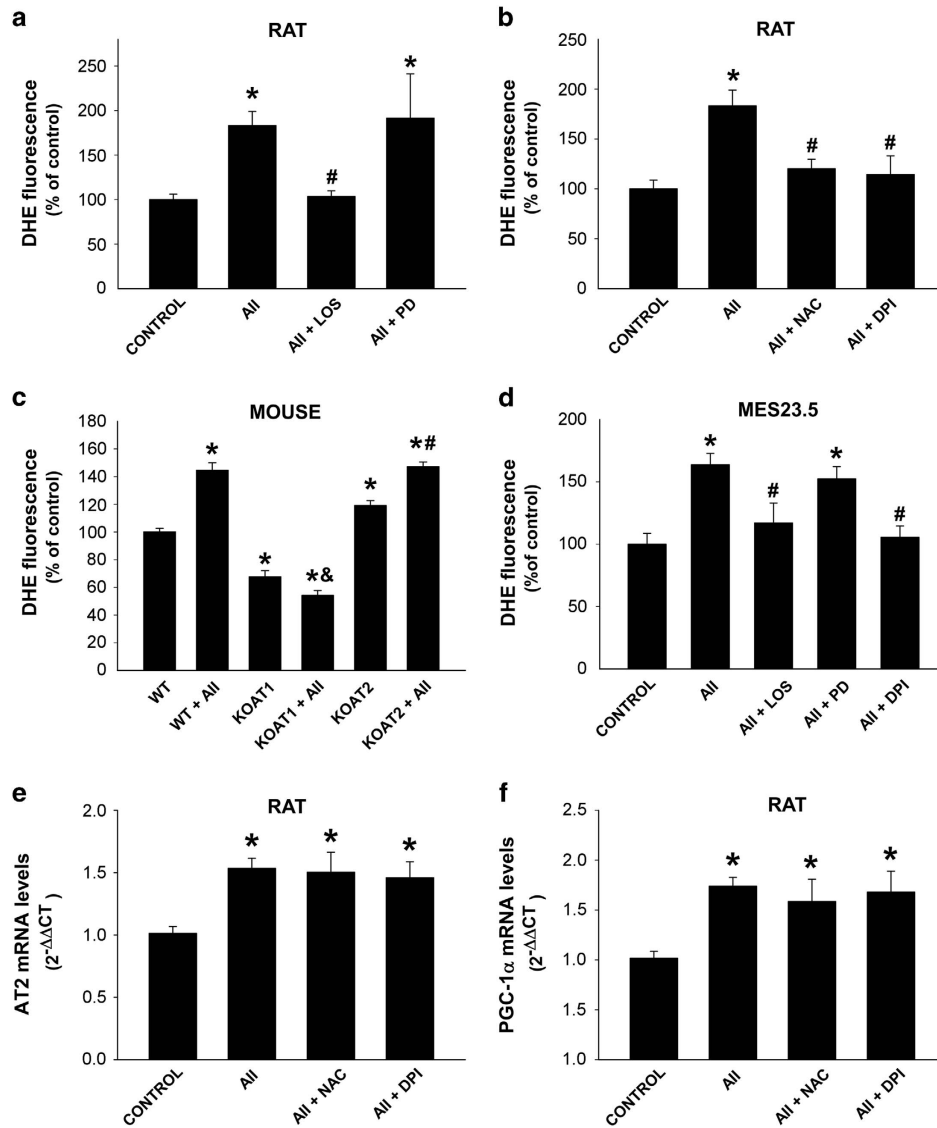 a
RAT
DHE fluorescence
(% of control)
250
200
150
100
50
0
*
#
*
CONTROL
AII
AII + LOS
AII + PD
b
RAT
DHE fluorescence
(% of control)
250
200
150
100
50
0
*
#
#
CONTROL
AII
AII + NAC
AII + DPI
c
MOUSE
DHE fluorescence
(% of control)
180
160
140
120
100
80
60
40
20
0
*
*
*&
*
*#
WT
WT + AII
KOAT1
KOAT1 + AII
KOAT2
KOAT2 + AII
d
MES23.5
DHE fluorescence
(%of control)
200
150
100
50
0
*
#
*
#
CONTROL
AII
AII + LOS
AII + PD
AII + DPI
e
RAT
AT2 mRNA levels
(2-ΔΔCT)
2.0
1.5
1.0
0.5
0.0
*
*
*
CONTROL
AII
AII + NAC
AII + DPI
f
RAT
PGC-1α mRNA levels
(2-ΔΔCT)
2.5
2.0
1.5
1.0
1.0
*
*
*
CONTROL
AII
AII + NAC
AII + DPI